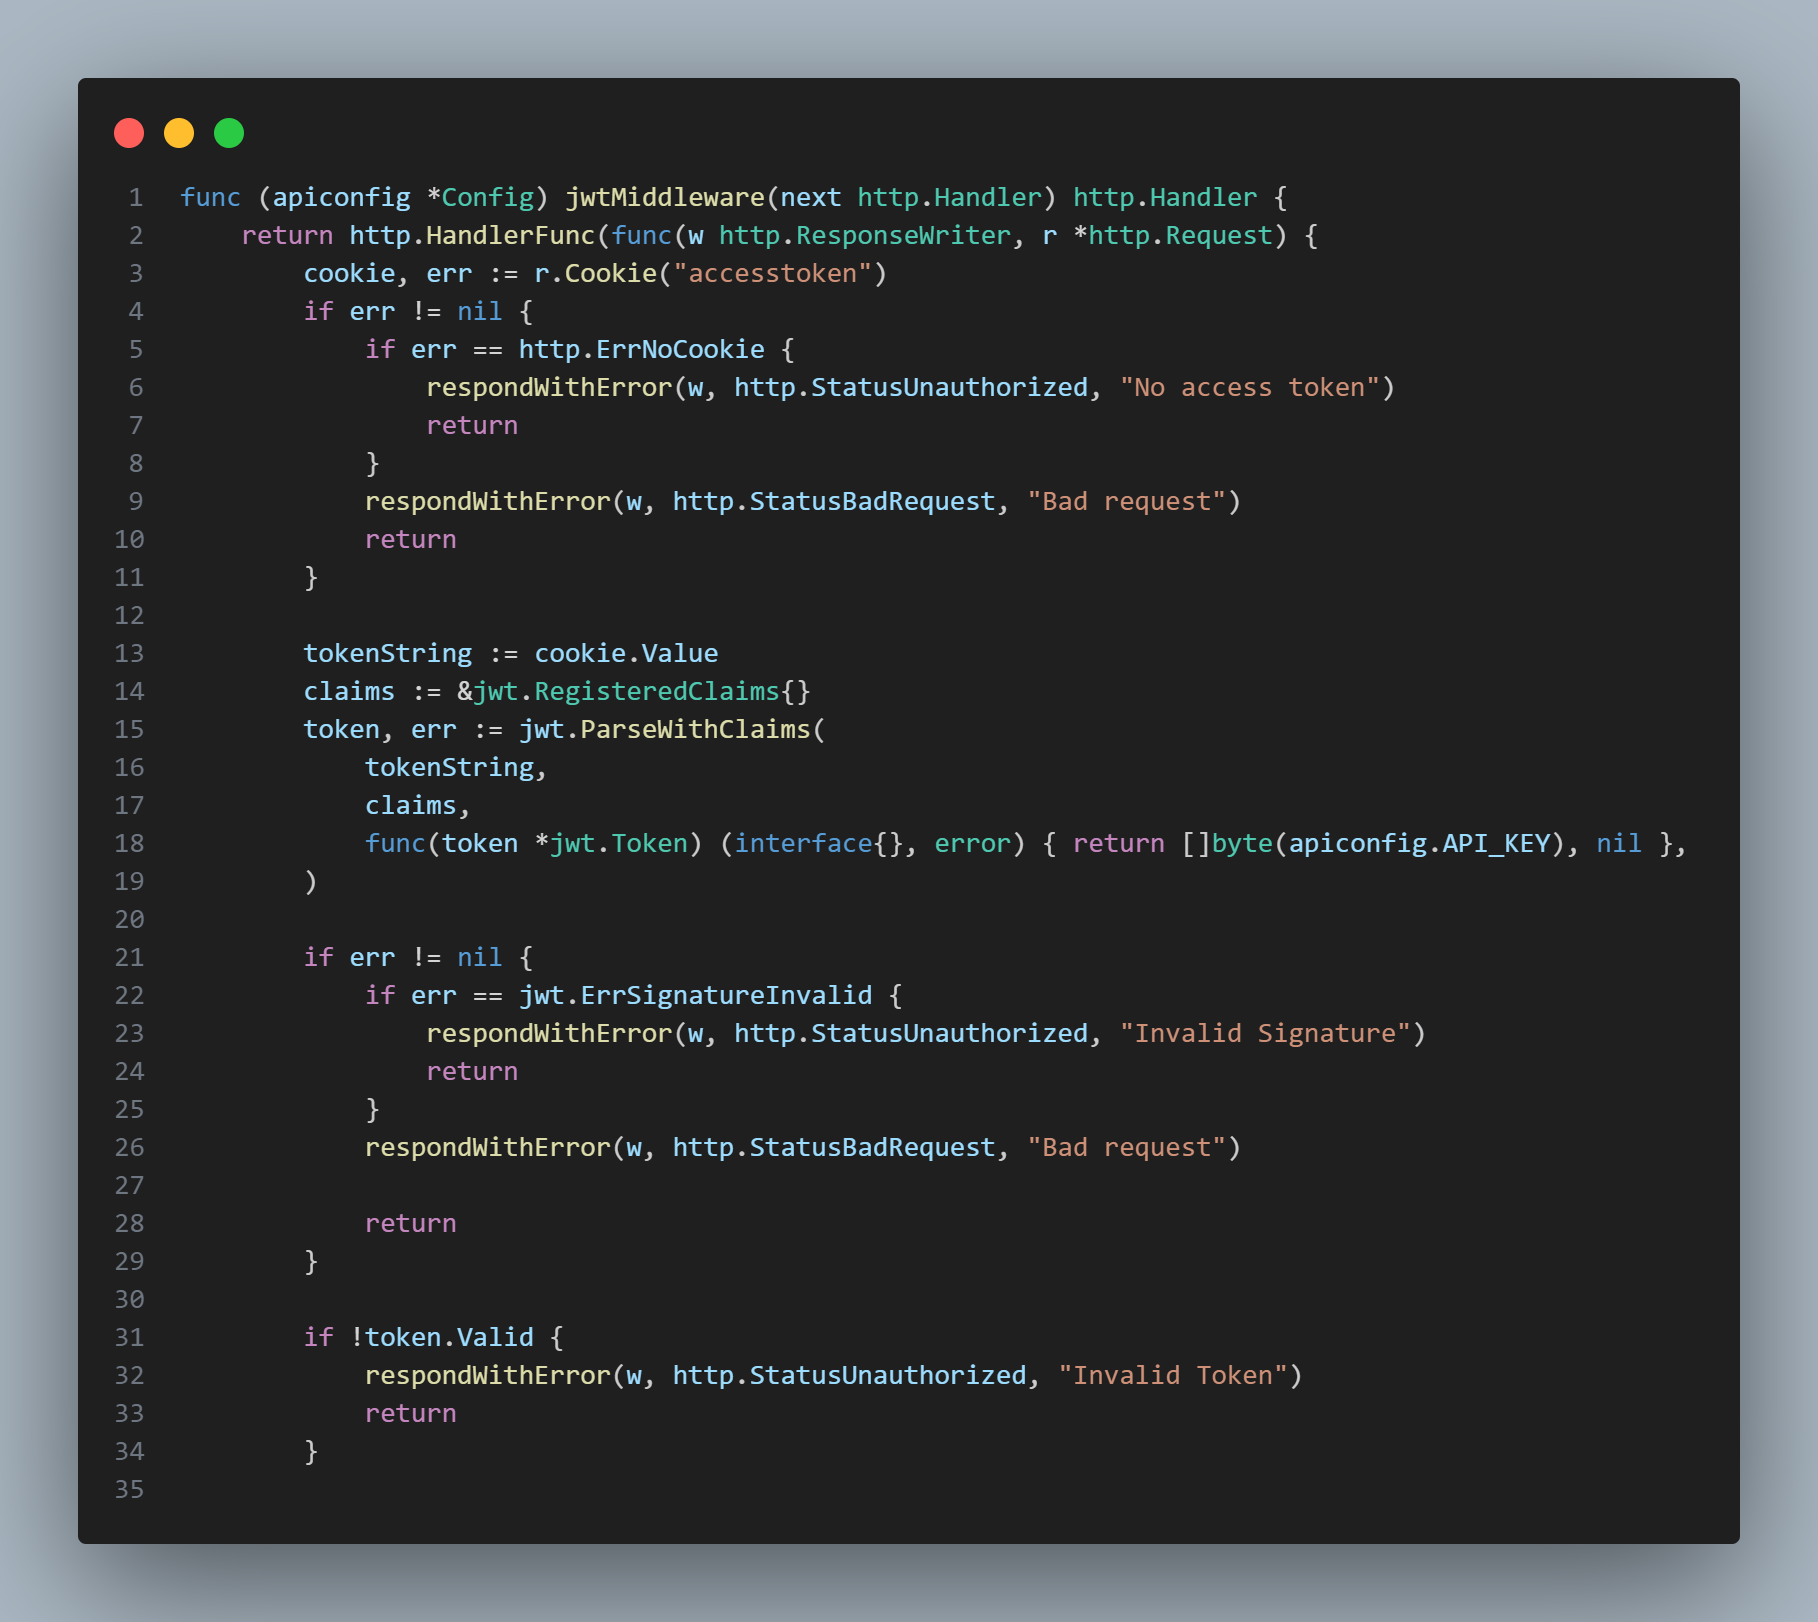 1 func (apiconfig *Config) jwtMiddleware(next http.Handler) http.Handler {
2     return http.HandlerFunc(func(w http.ResponseWriter, r *http.Request) {
3         cookie, err := r.Cookie("accesstoken")
4         if err != nil {
5             if err == http.ErrNoCookie {
6                 respondWithError(w, http.StatusUnauthorized, "No access token")
7                 return
8             }
9             respondWithError(w, http.StatusBadRequest, "Bad request")
10             return
11         }
12
13         tokenString := cookie.Value
14         claims := &jwt.RegisteredClaims{}
15         token, err := jwt.ParseWithClaims(
16             tokenString,
17             claims,
18             func(token *jwt.Token) (interface{}, error) { return []byte(apiconfig.API_KEY), nil },
19         )
20
21         if err != nil {
22             if err == jwt.ErrSignatureInvalid {
23                 respondWithError(w, http.StatusUnauthorized, "Invalid Signature")
24                 return
25             }
26             respondWithError(w, http.StatusBadRequest, "Bad request")
27
28             return
29         }
30
31         if !token.Valid {
32             respondWithError(w, http.StatusUnauthorized, "Invalid Token")
33             return
34         }
35